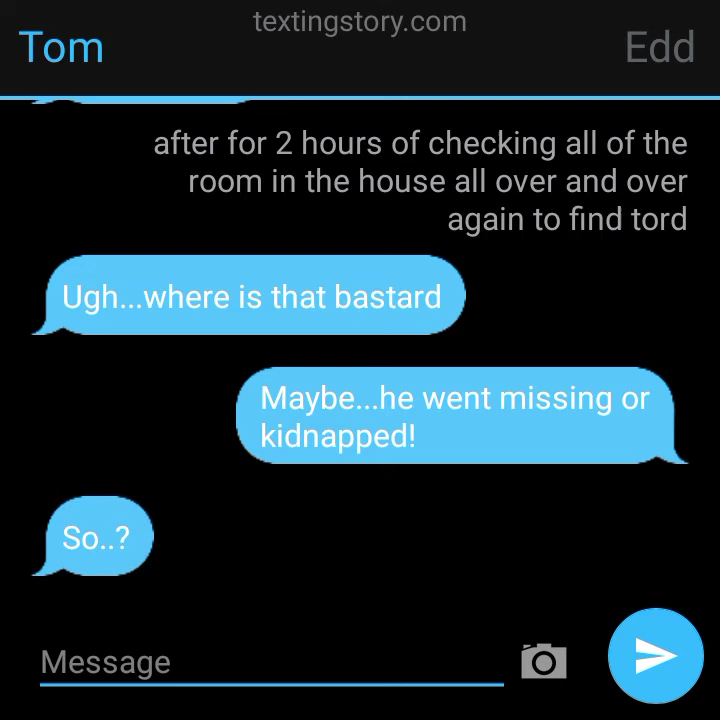 textingstory.com
Tom
Edd
after for 2 hours of checking all of the
room in the house all over and over
again to find tord
Ugh...where is that bastard
Maybe...he went missing or
kidnapped!
So..?
Message